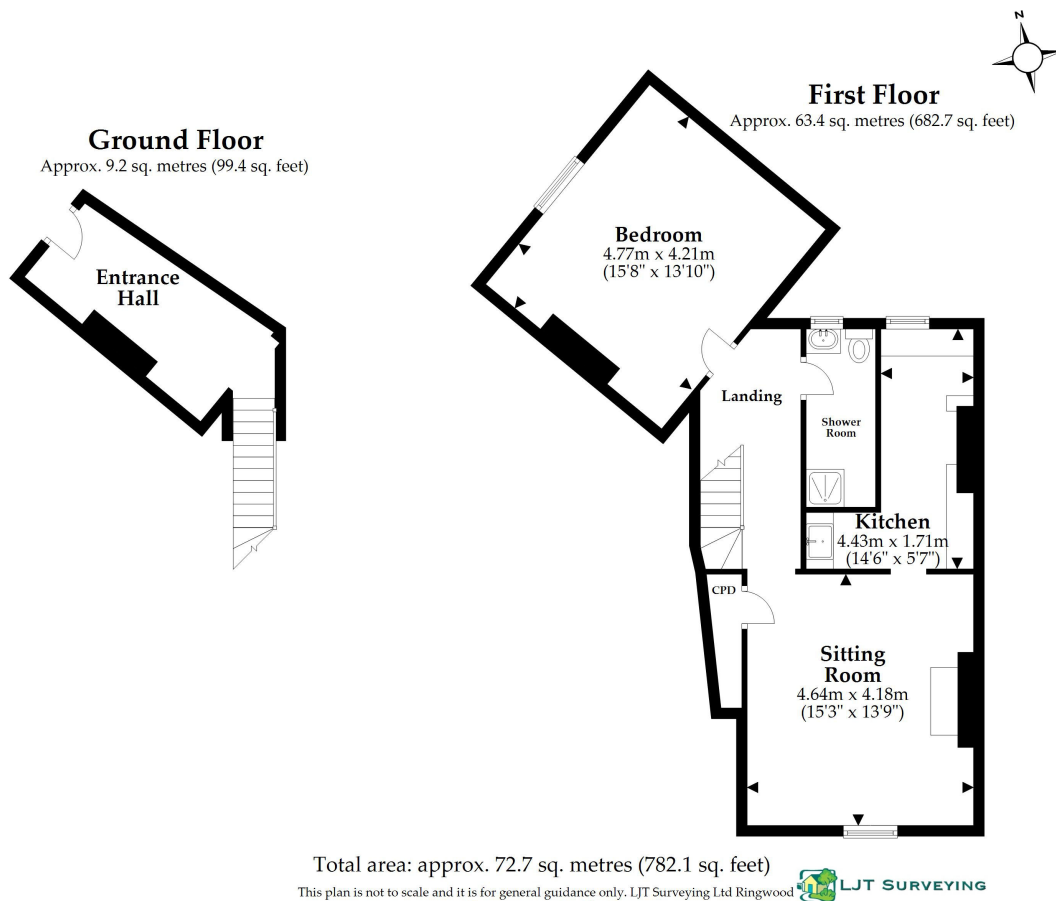 N
Ground Floor
Approx. 9.2 sq. metres (99.4 sq. feet)
Entrance
Hall
First Floor
Approx. 63.4 sq. metres (682.7 sq. feet)
Bedroom
4.77m x 4.21m
(15'8" x 13'10")
Landing
Shower
Room
Kitchen
4.43m x 1.71m
(14'6" x 5'7")
CPD
Sitting
Room
4.64m x 4.18m
(15'3" x 13'9")
Total area: approx. 72.7 sq. metres (782.1 sq. feet)
This plan is not to scale and it is for general guidance only. LJT Surveying Ltd Ringwood
LJT SURVEYING